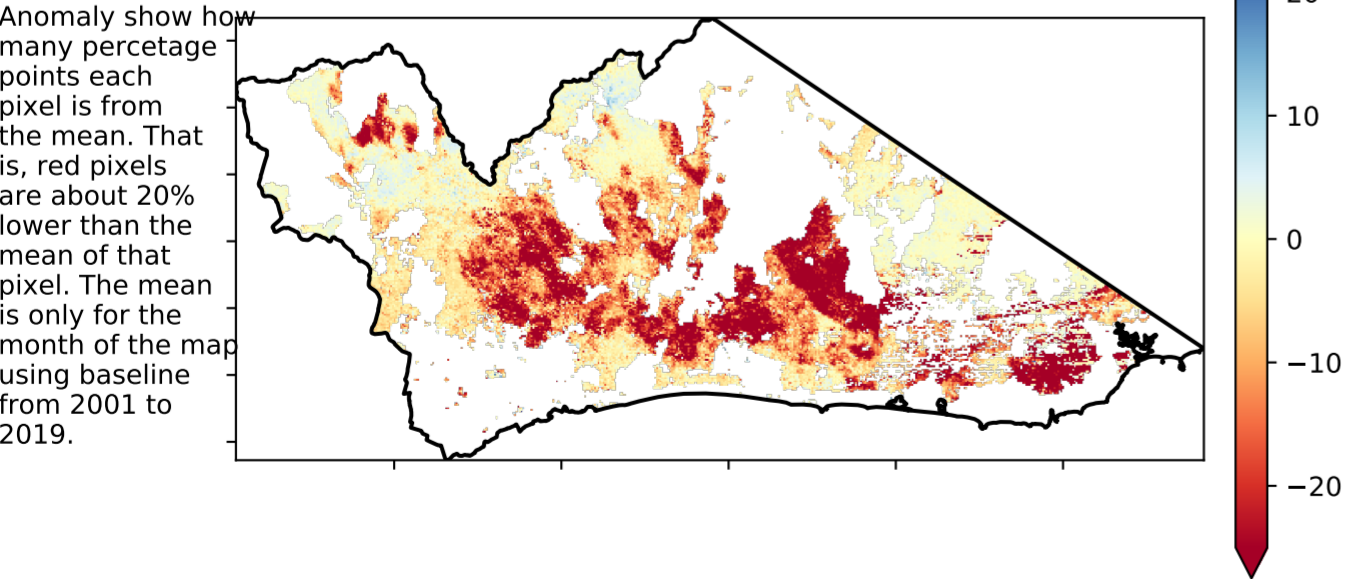 Anomaly show how
many percetage
points each
pixel is from
the mean. That
is, red pixels
are about 20%
lower than the
mean of that
pixel. The mean
is only for the
month of the map
using baseline
from 2001 to
2019.
10
0
−10
−20